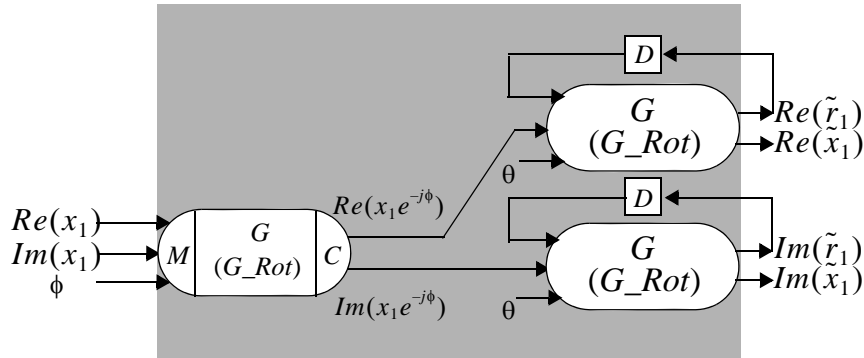 D
G
(G_Rot)
Re(r̃₁)
Re(x̃₁)
θ
D
Re(x₁e^{-jϕ})
Re(x₁)
Im(x₁)
ϕ
M
G
(G_Rot)
C
G
(G_Rot)
Im(r̃₁)
Im(x̃₁)
Im(x₁e^{-jϕ})
θ